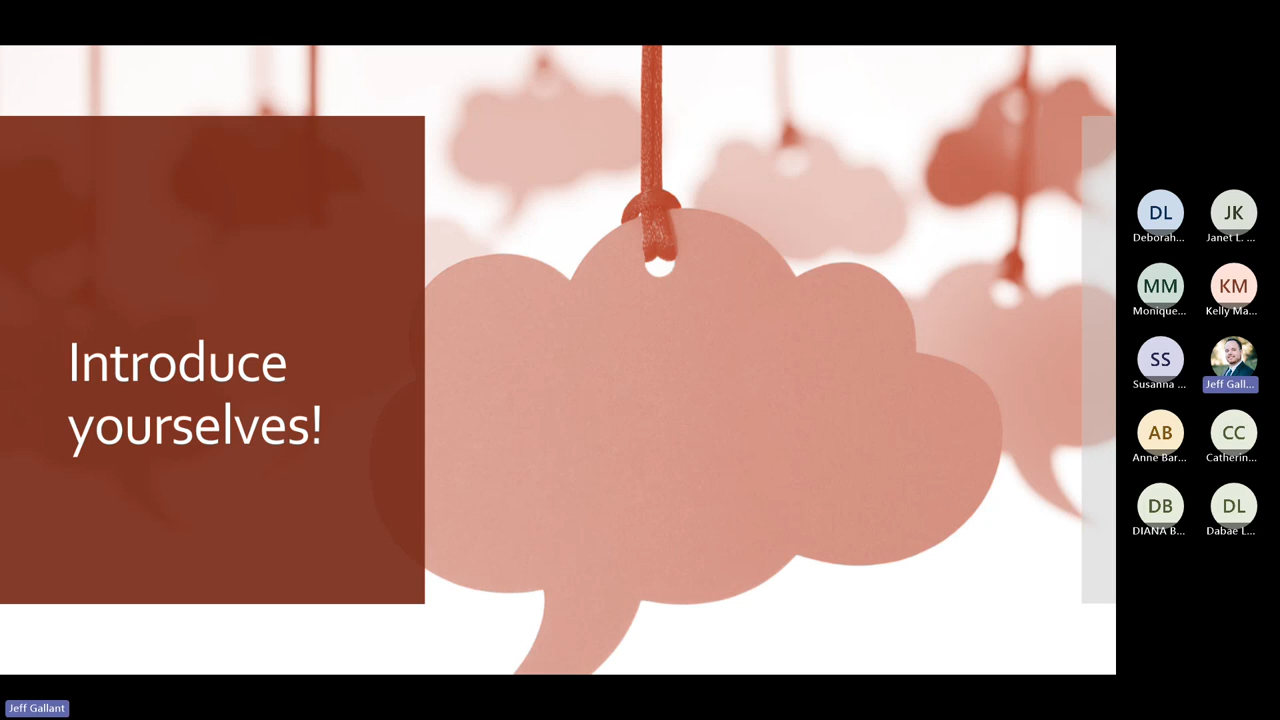 Introduce
yourselves!
DL
Deborah...
JK
Janet L. ...
MM
Monique...
KM
Kelly Ma...
SS
Susanna ...
Jeff Gall...
AB
Anne Bar...
CC
Catherin...
DB
DIANA B...
DL
Dabae L...
Jeff Gallant